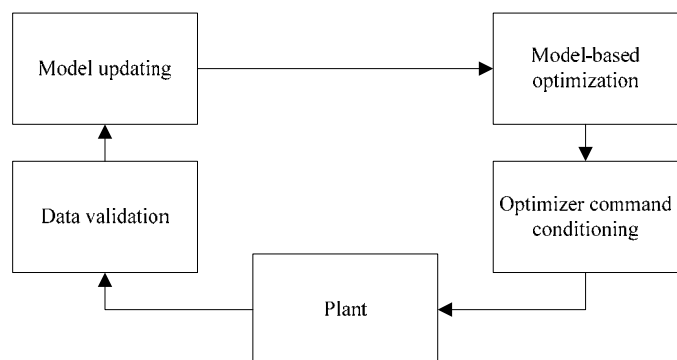 Model updating
Model-based
optimization
Data validation
Optimizer command
conditioning
Plant